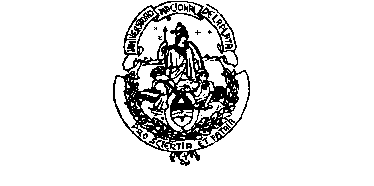 UNIVERSIDAD NACIONAL DE LA PLATA
PRO SCIENTIA ET PATRIA